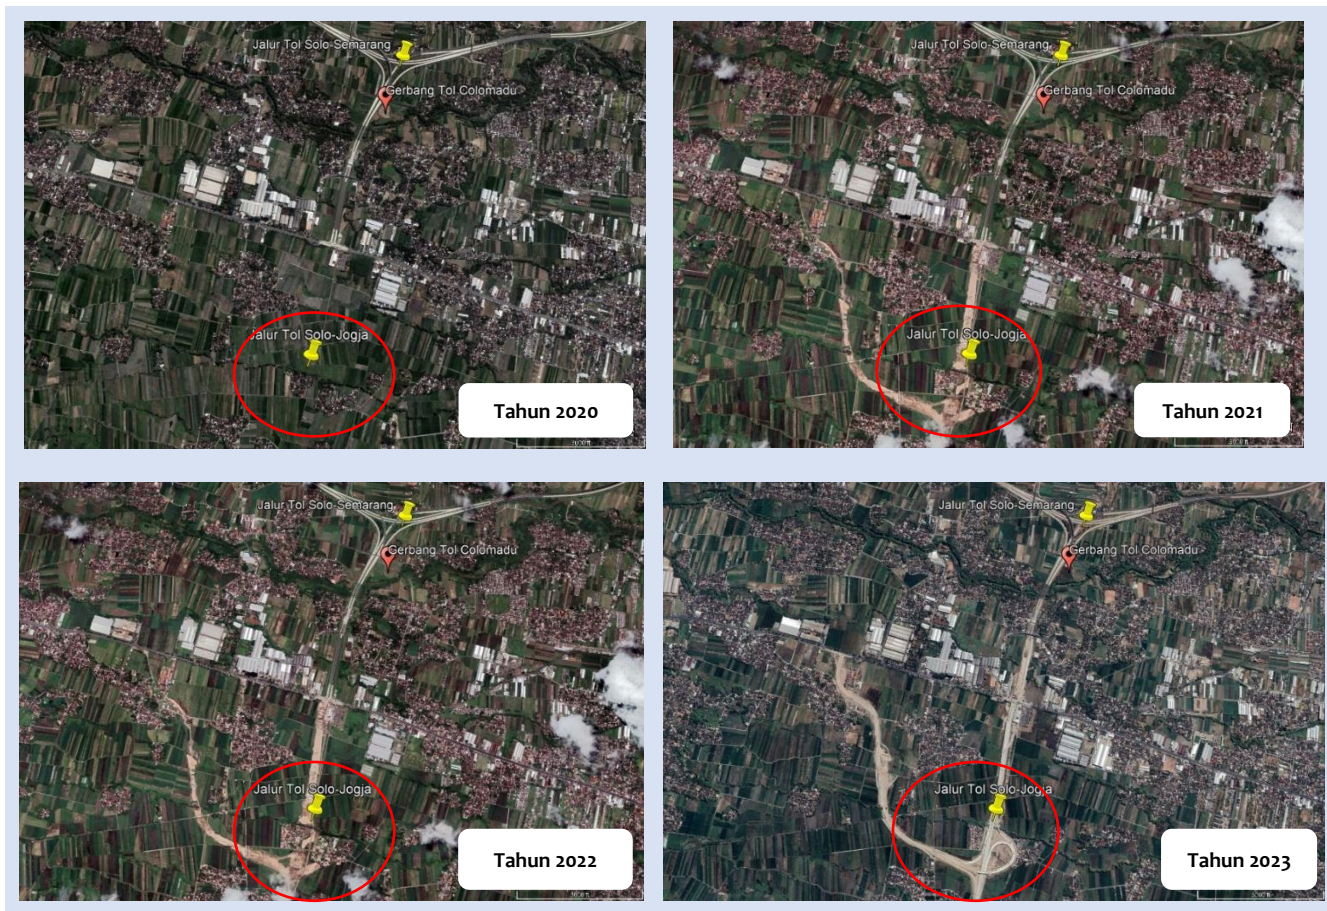 Jalur Tol Solo-Semarang
Gerbang Tol Colomadu
Jalur Tol Solo-Jogja
Tahun 2020
Jalur Tol Solo-Semarang
Gerbang Tol Colomadu
Jalur Tol Solo-Jogja
Tahun 2021
Jalur Tol Solo-Semarang
Gerbang Tol Colomadu
Jalur Tol Solo-Jogja
Tahun 2022
Jalur Tol Solo-Semarang
Gerbang Tol Colomadu
Jalur Tol Solo-Jogja
Tahun 2023